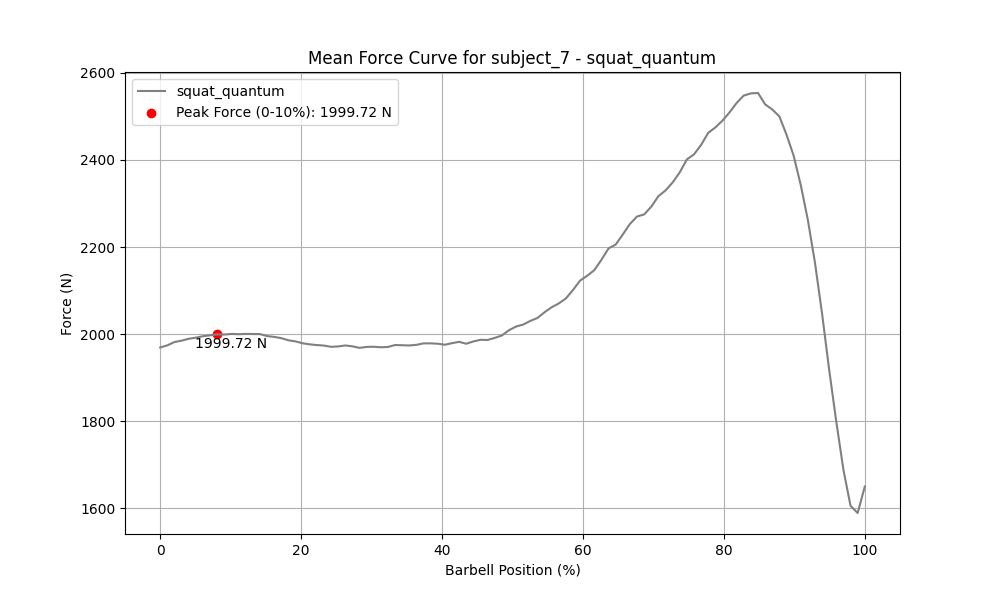 Mean Force Curve for subject_7 - squat_quantum
squat_quantum
Peak Force (0-10%): 1999.72 N
2600
2400
2200
2000
1800
1600
Force (N)
1999.72 N
0 20 40 60 80 100
Barbell Position (%)